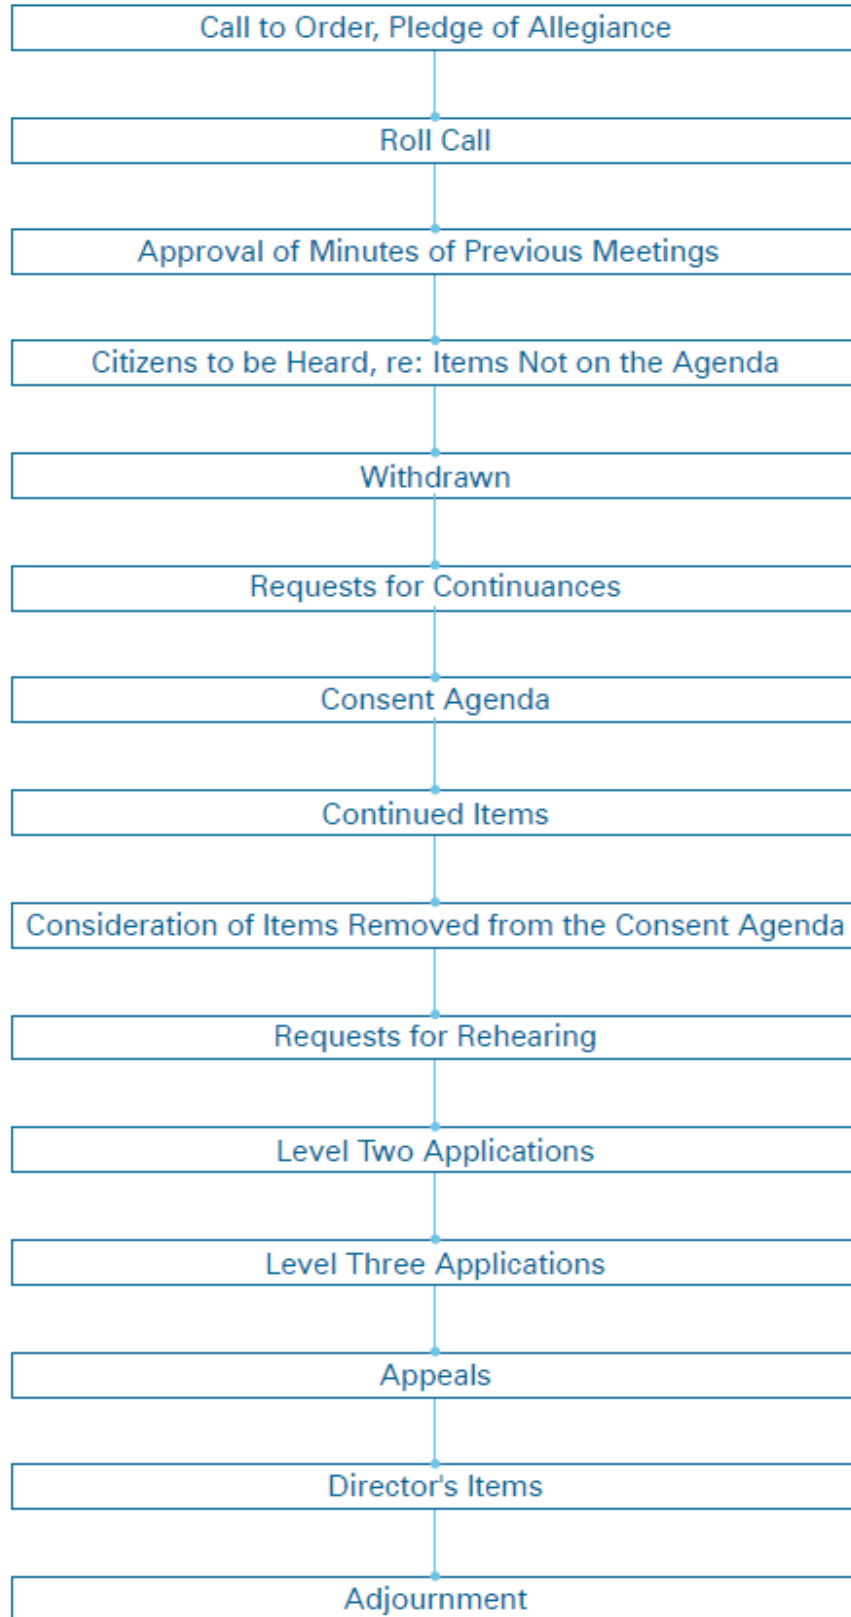 Call to Order, Pledge of Allegiance
Roll Call
Approval of Minutes of Previous Meetings
Citizens to be Heard, re: Items Not on the Agenda
Withdrawn
Requests for Continuances
Consent Agenda
Continued Items
Consideration of Items Removed from the Consent Agenda
Requests for Rehearing
Level Two Applications
Level Three Applications
Appeals
Director's Items
Adjournment